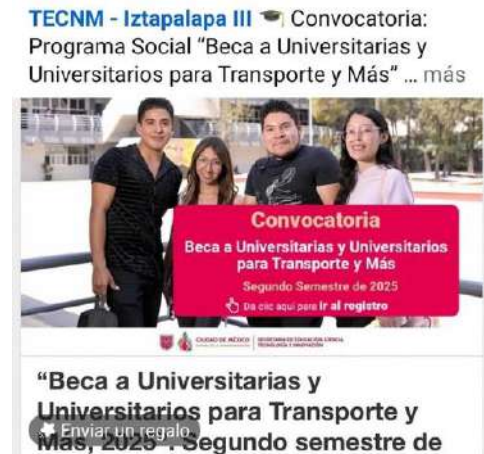 TECNM - Iztapalapa III 🎓 Convocatoria:
Programa Social “Beca a Universitarias y
Universitarios para Transporte y Más” ... más
Convocatoria
Beca a Universitarias y Universitarios
para Transporte y Más
Segundo Semestre de 2025
Da clic aquí para Ir al registro
CIUDAD DE MÉXICO
SECRETARÍA DE EDUCACIÓN, CIENCIA,
TECNOLOGÍA E INNOVACIÓN
“Beca a Universitarias y
Universitarios para Transporte y
Enviar un regalo
Más, 2025”. Segundo semestre de